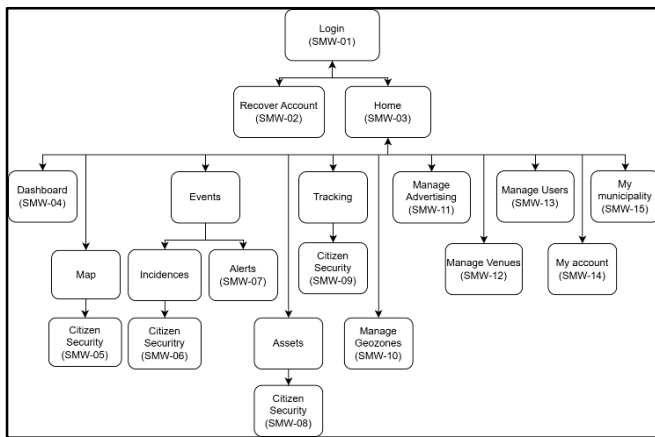 Login
(SMW-01)
Recover Account
(SMW-02)
Home
(SMW-03)
Dashboard
(SMW-04)
Events
Tracking
Manage
Advertising
(SMW-11)
Manage Users
(SMW-13)
My
municipality
(SMW-15)
Map
Incidences
Alerts
(SMW-07)
Citizen
Security
(SMW-09)
Manage Venues
(SMW-12)
My account
(SMW-14)
Citizen
Security
(SMW-05)
Citizen
Securitry
(SMW-06)
Assets
Manage
Geozones
(SMW-10)
Citizen
Security
(SMW-08)